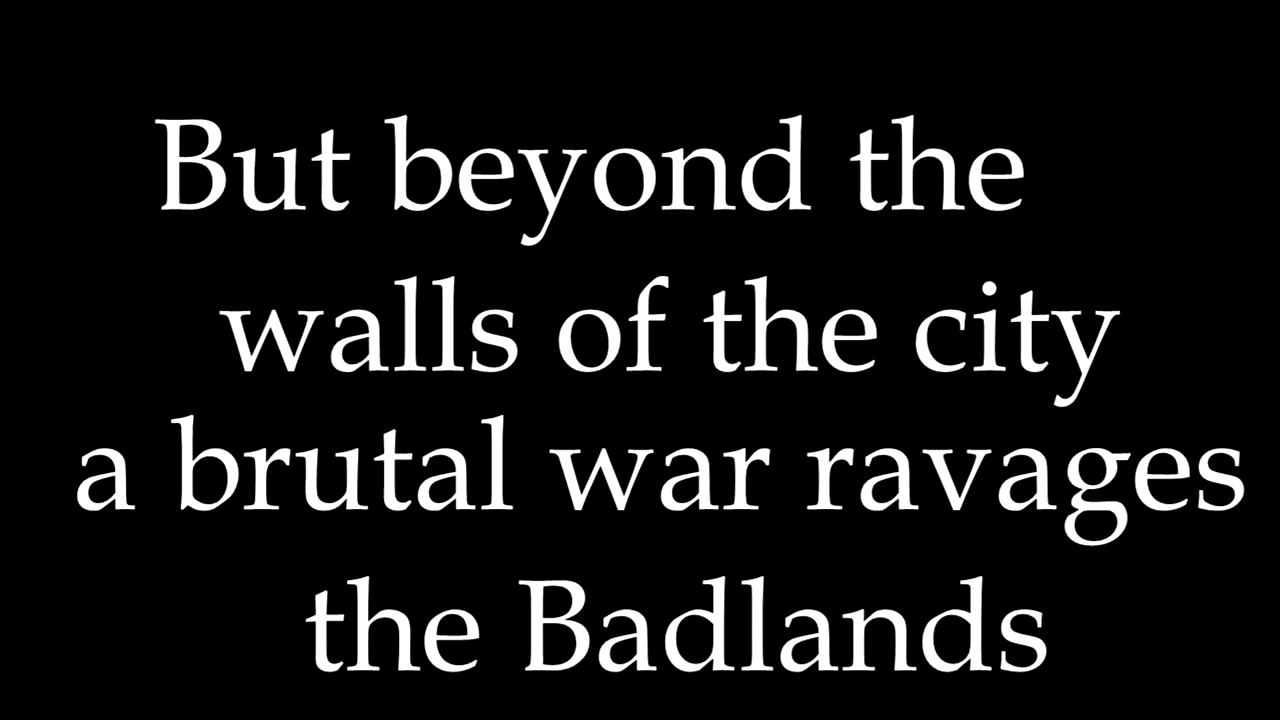 But beyond the
walls of the city
a brutal war ravages
the Badlands